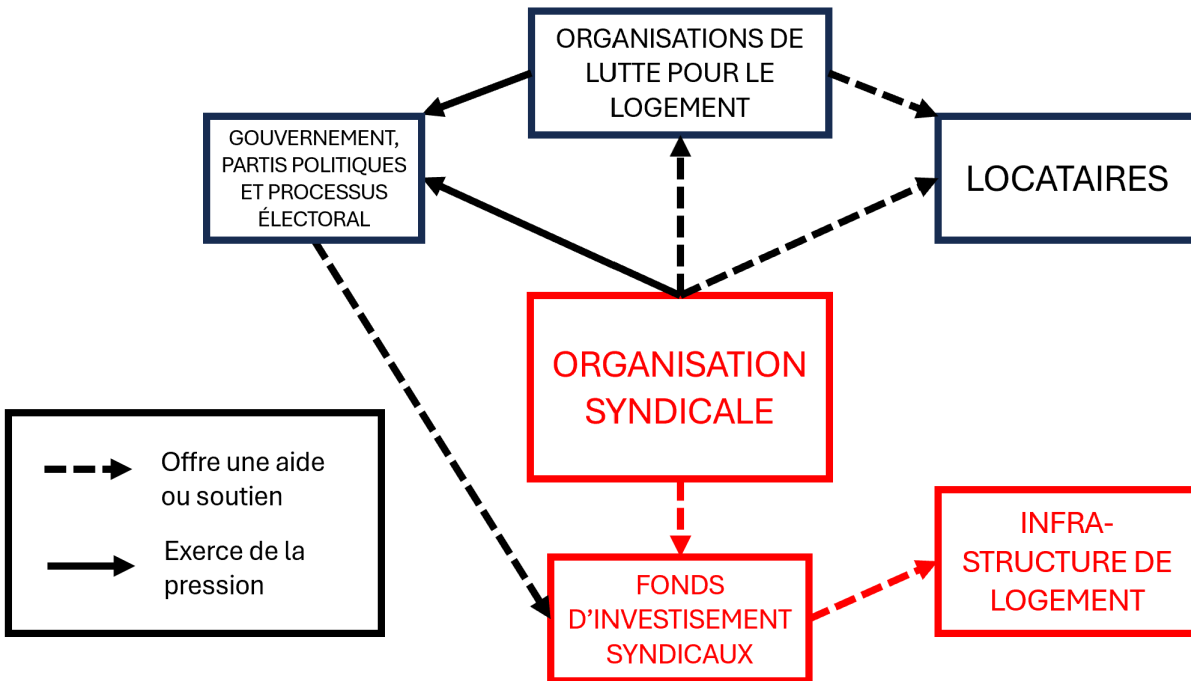 ORGANISATIONS DE
LUTTE POUR LE
LOGEMENT
GOUVERNEMENT,
PARTIS POLITIQUES
ET PROCESSUS
ÉLECTORAL
LOCATAIRES
ORGANISATION
SYNDICALE
Offre une aide
ou soutien
Exerce de la
pression
FONDS
D’INVESTISEMENT
SYNDICAUX
INFRA-
STRUCTURE DE
LOGEMENT